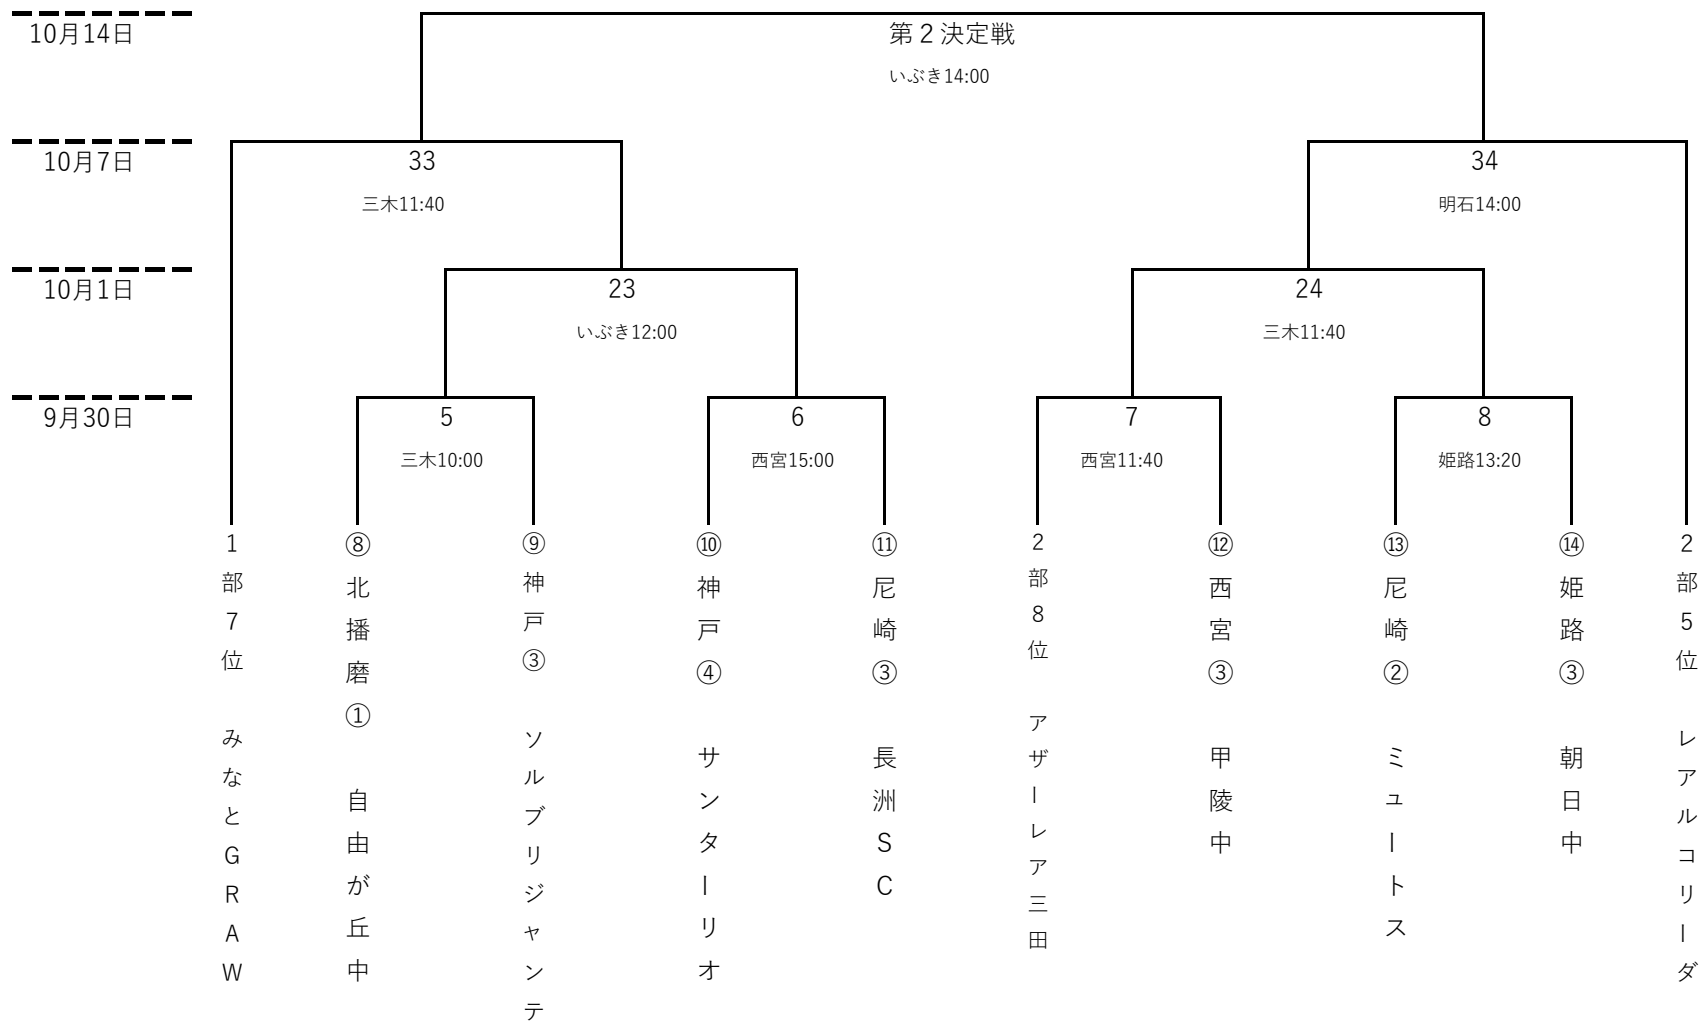 10月14日
第２決定戦
いぶき14:00
10月7日
33
34
三木11:40
明石14:00
10月1日
23
24
いぶき12:00
三木11:40
9月30日
5
6
7
8
三木10:00
西宮15:00
西宮11:40
姫路13:20
1部7位　みなとGRAW
⑧北播磨①　自由が丘中
⑨神戸③　ソルブリジャンテ
⑩神戸④　サンターリオ
⑪尼崎③　長洲SC
2部8位　アザーレア三田
⑫西宮③　甲陵中
⑬尼崎②　ミュートス
⑭姫路③　朝日中
2部5位　レアルコリーダ